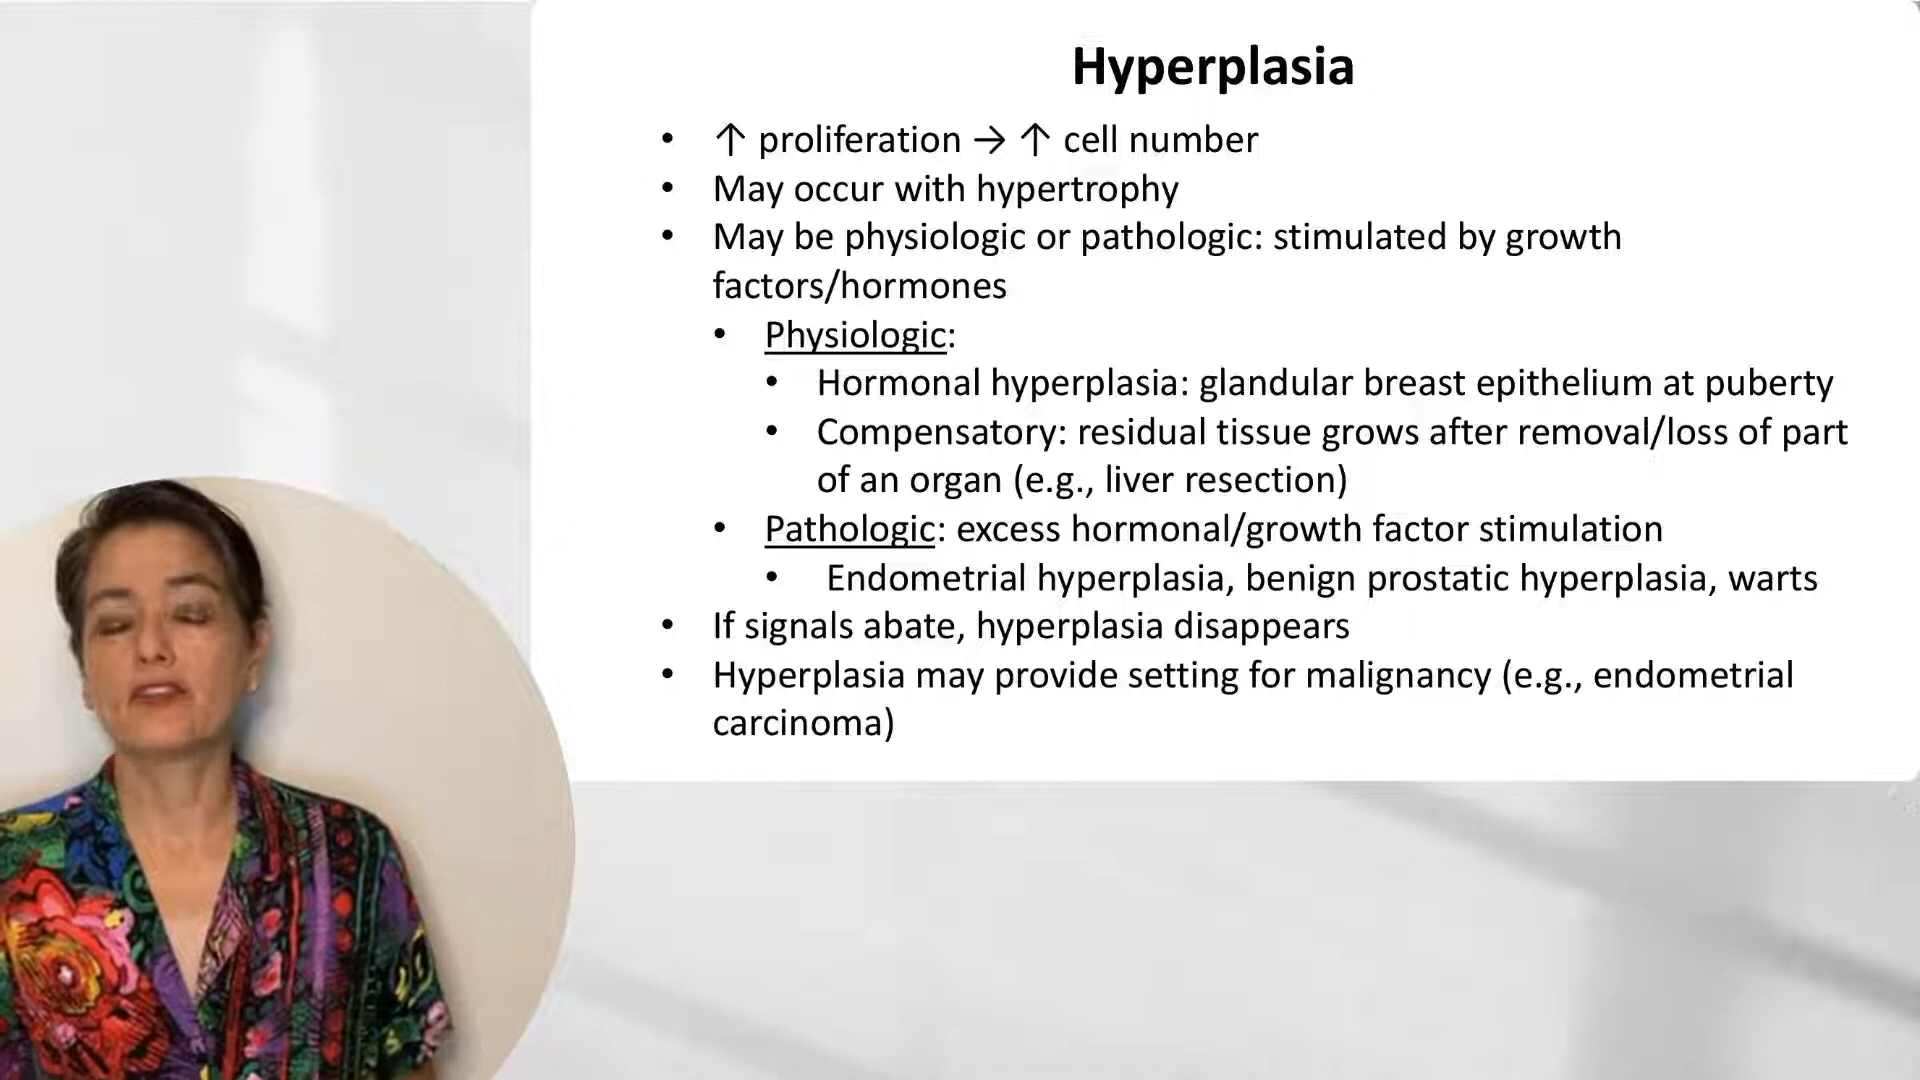 Hyperplasia
• ↑ proliferation → ↑ cell number
• May occur with hypertrophy
• May be physiologic or pathologic: stimulated by growth
factors/hormones
• Physiologic:
• Hormonal hyperplasia: glandular breast epithelium at puberty
• Compensatory: residual tissue grows after removal/loss of part
of an organ (e.g., liver resection)
• Pathologic: excess hormonal/growth factor stimulation
• Endometrial hyperplasia, benign prostatic hyperplasia, warts
• If signals abate, hyperplasia disappears
• Hyperplasia may provide setting for malignancy (e.g., endometrial
carcinoma)